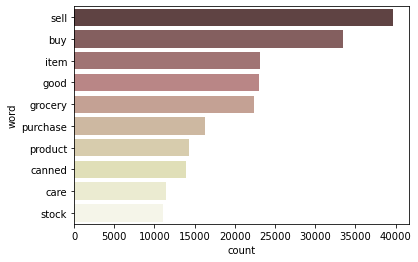 sell
buy
item
good
grocery
purchase
product
canned
care
stock
word
0 5000 10000 15000 20000 25000 30000 35000 40000
count